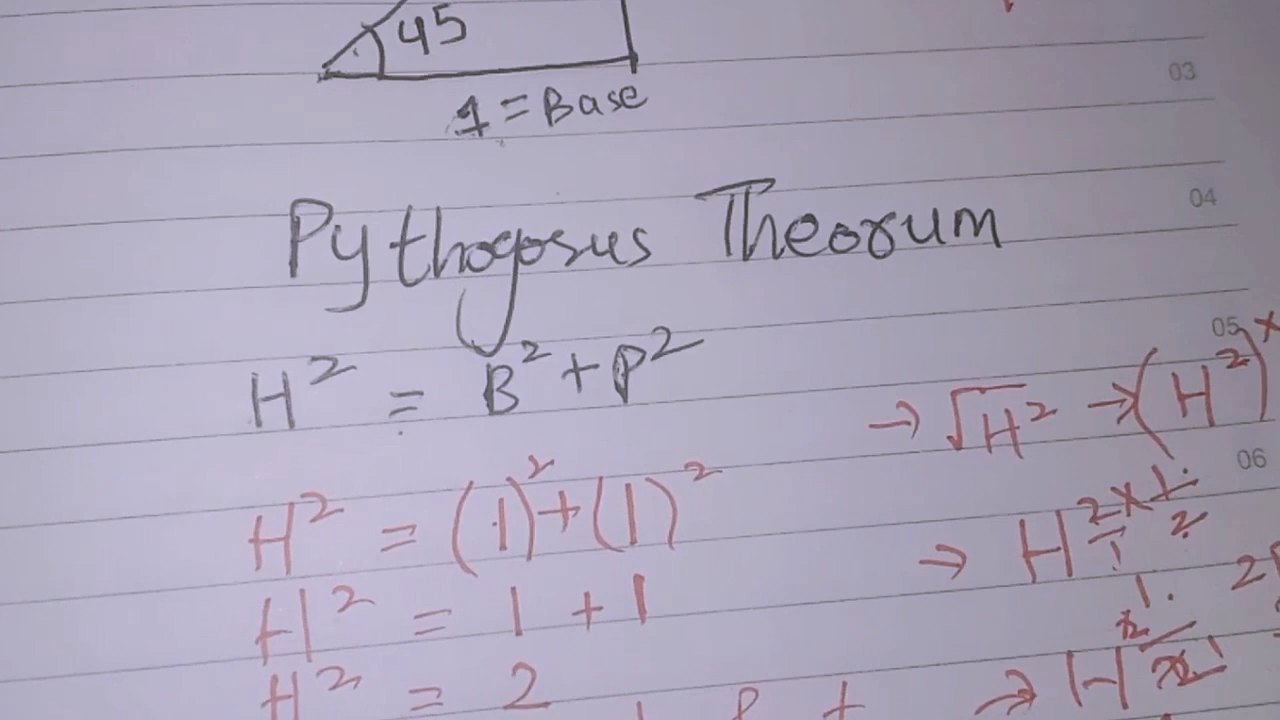 45
03
1 = Base
04
Pythogorus Theorum
05
H² = B² + P²
→ √H² → (H²)
06
H² = (1)² + (1)²
→ H
H² = 1 + 1
H² = 2
→ H